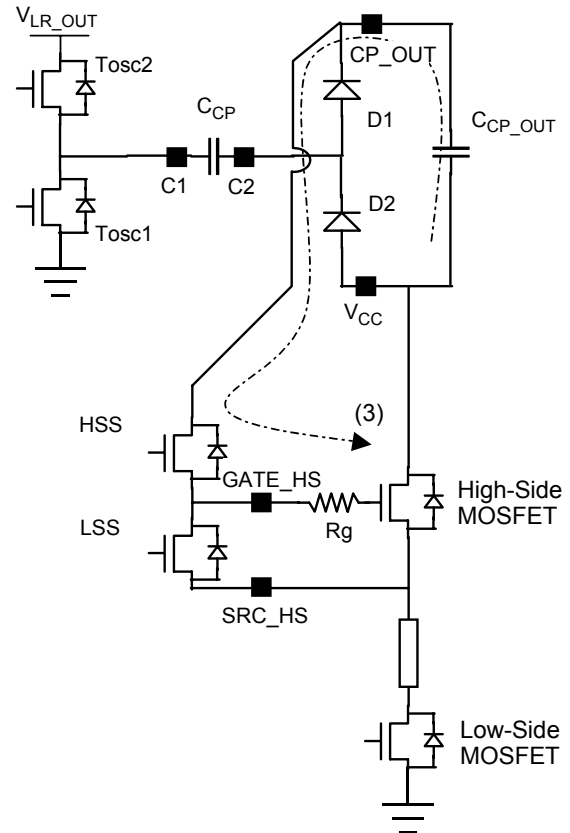 V_LR_OUT
Tosc2
CP_OUT
C_CP
D1
C_CP_OUT
C1
C2
D2
Tosc1
V_CC
HSS
(3)
GATE_HS
High-Side
MOSFET
LSS
Rg
SRC_HS
Low-Side
MOSFET